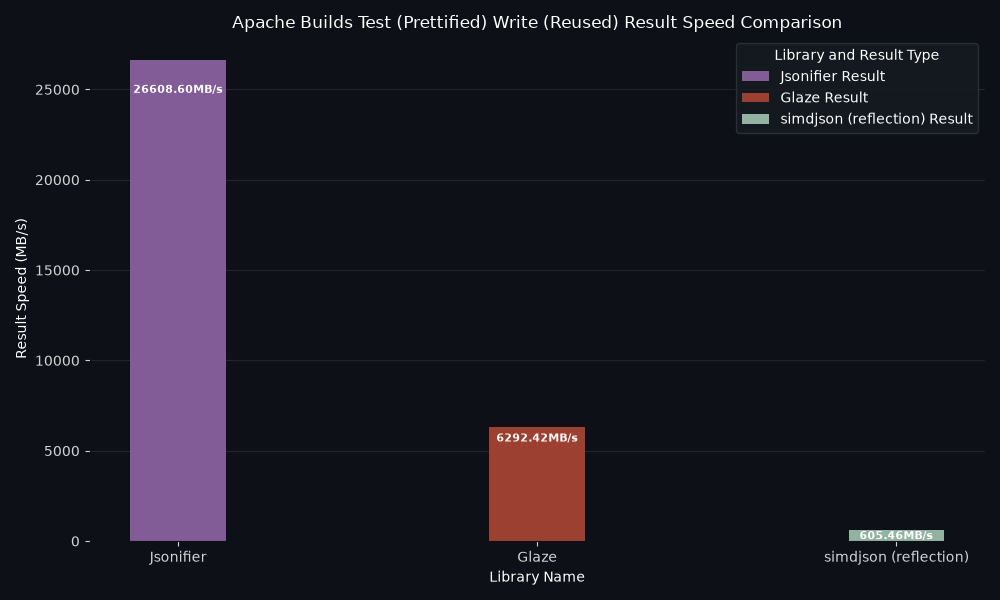 Apache Builds Test (Prettified) Write (Reused) Result Speed Comparison
Library and Result Type
Jsonifier Result
Glaze Result
simdjson (reflection) Result
Result Speed (MB/s)
25000
20000
15000
10000
5000
0
26608.60MB/s
6292.42MB/s
605.46MB/s
Jsonifier
Glaze
simdjson (reflection)
Library Name